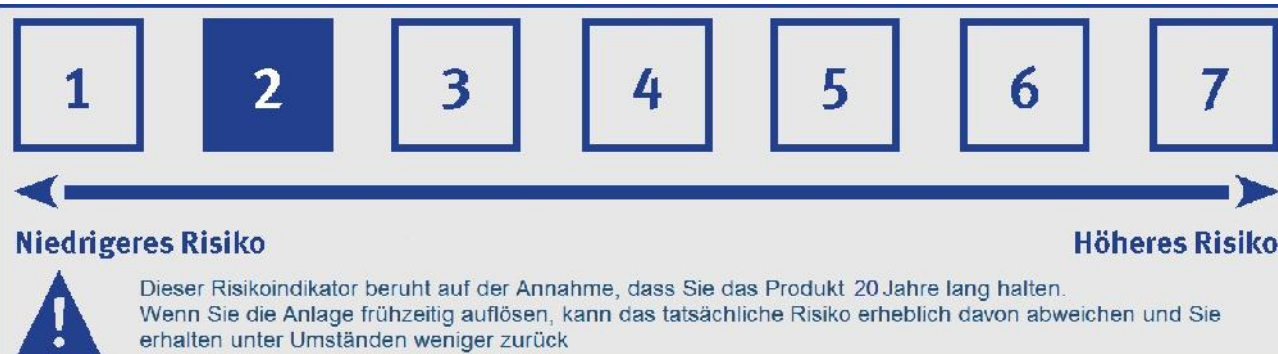 1 2 3 4 5 6 7
Niedrigeres Risiko Höheres Risiko
Dieser Risikoindikator beruht auf der Annahme, dass Sie das Produkt 20 Jahre lang halten.
Wenn Sie die Anlage frühzeitig auflösen, kann das tatsächliche Risiko erheblich davon abweichen und Sie
erhalten unter Umständen weniger zurück